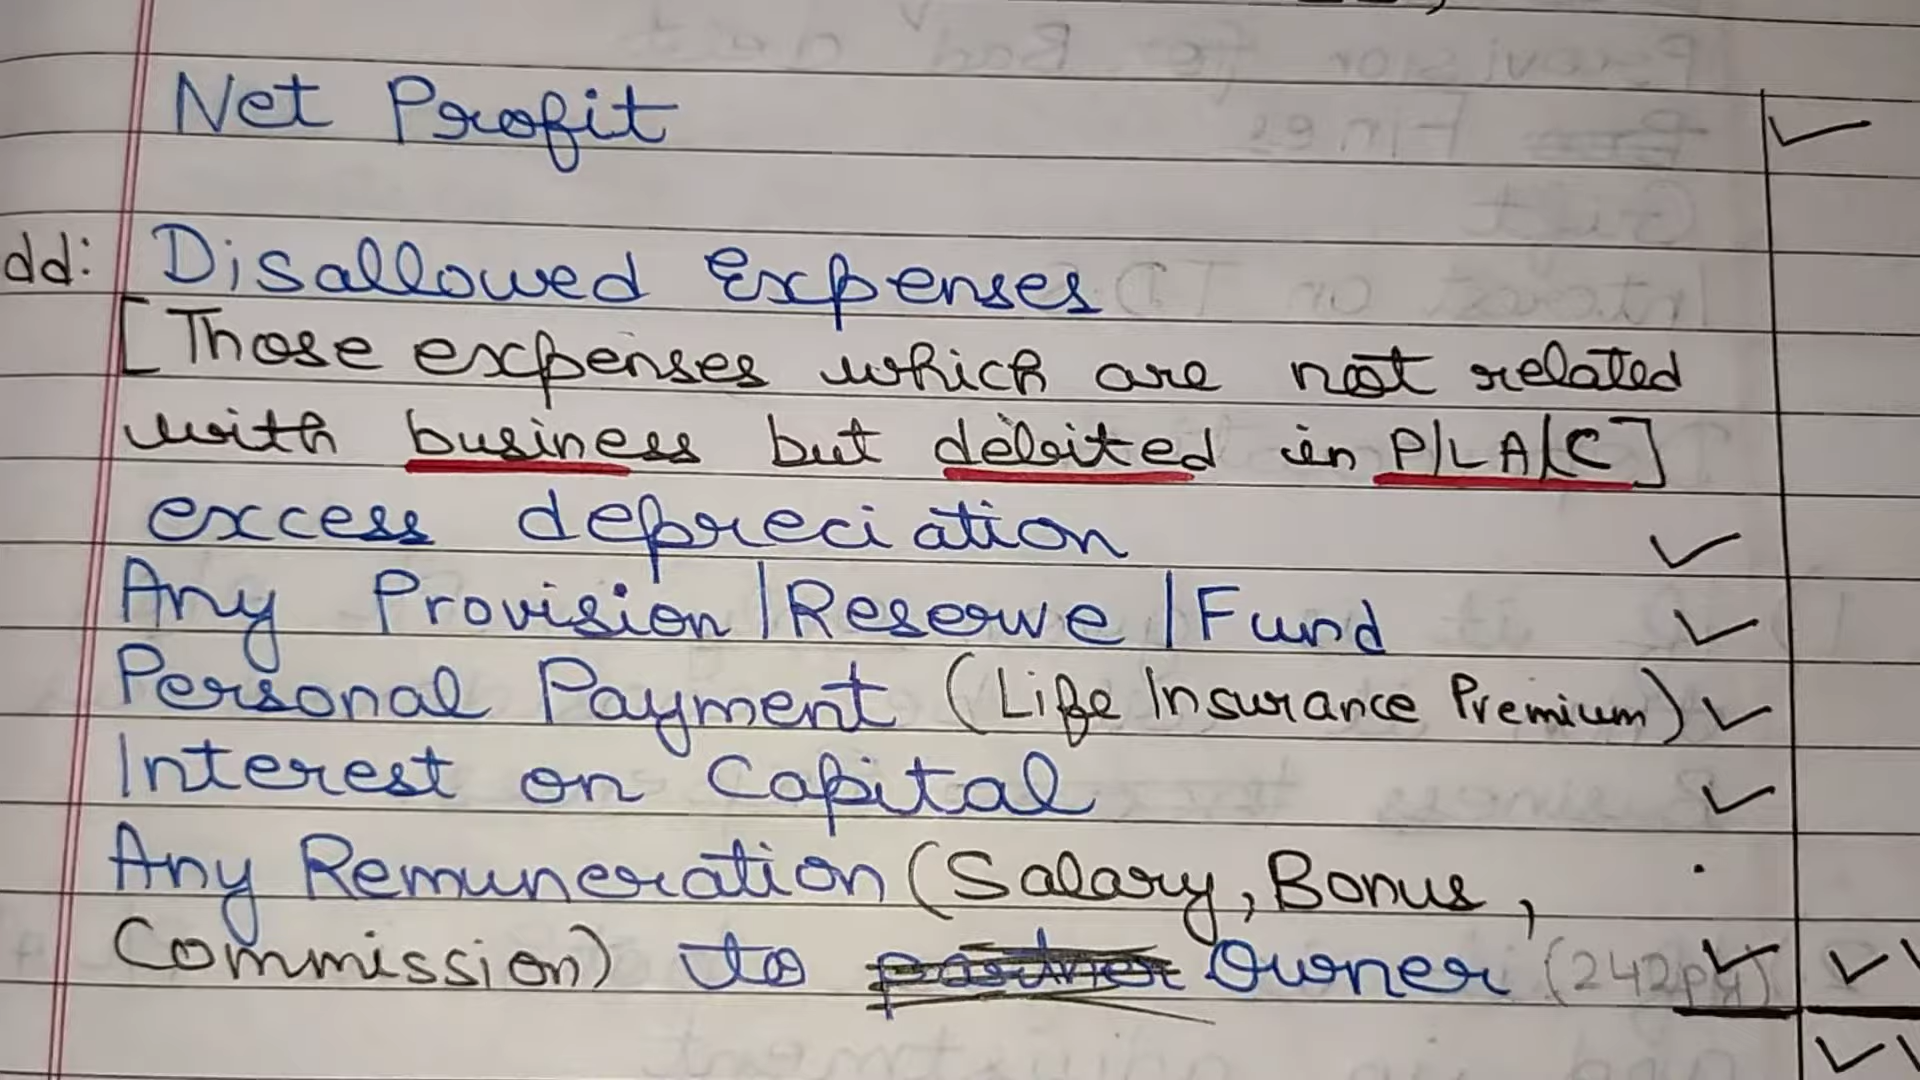 Net Profit
dd: Disallowed Expenses
[Those expenses which are not related
with business but debited in P/L A/C]
excess depreciation
Any Provision/Reserve/Fund
Personal Payment (Life Insurance Premium)
Interest on Capital
Any Remuneration (Salary, Bonus,
Commission) to partner Owner (242pg)